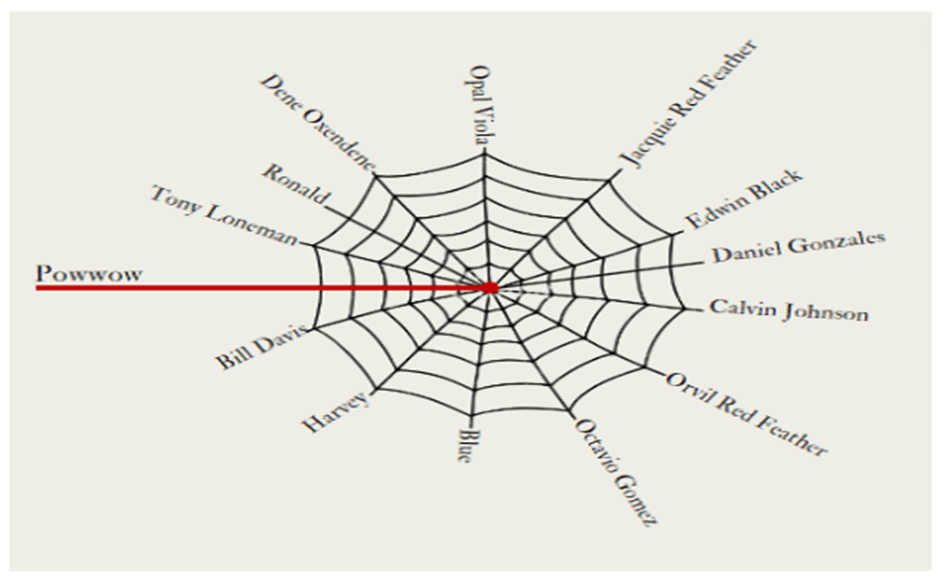 Opal Viola
Jacquie Red Feather
Dene Oxendene
Ronald
Edwin Black
Tony Loneman
Daniel Gonzales
Powwow
Calvin Johnson
Bill Davis
Orvil Red Feather
Harvey
Blue
Octavio Gomez